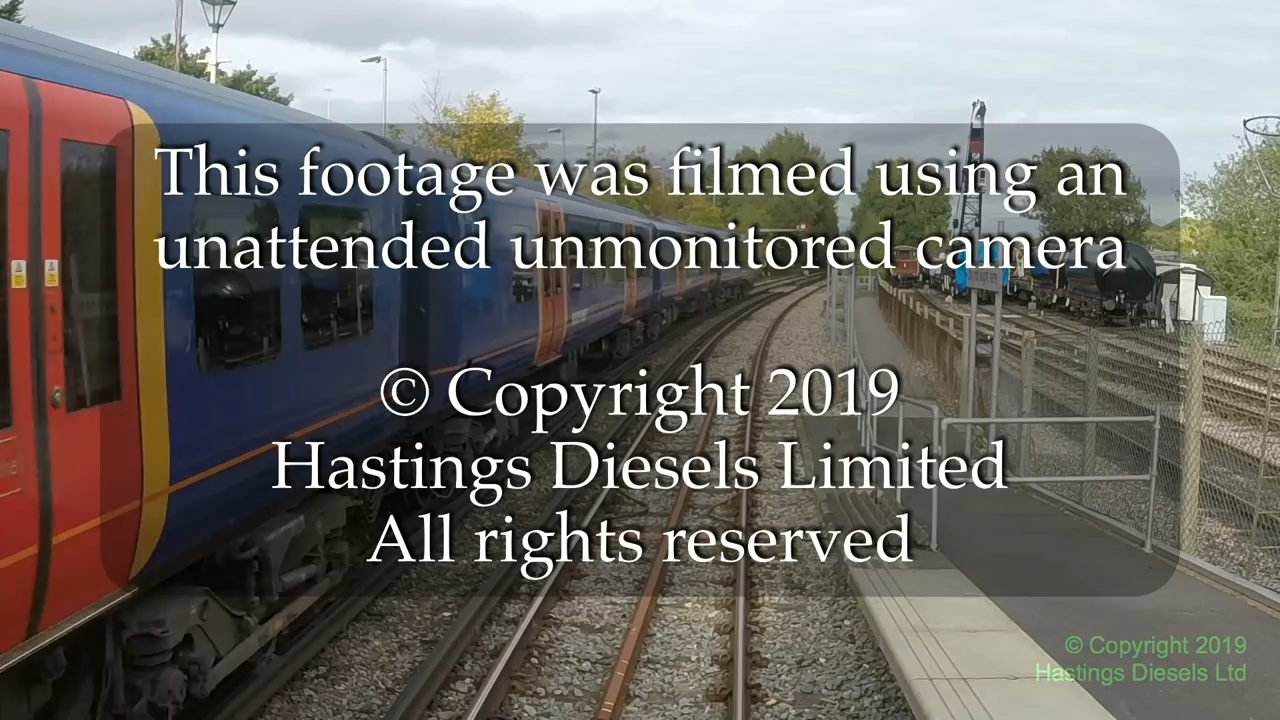 This footage was filmed using an
unattended unmonitored camera
© Copyright 2019
Hastings Diesels Limited
All rights reserved
© Copyright 2019
Hastings Diesels Ltd